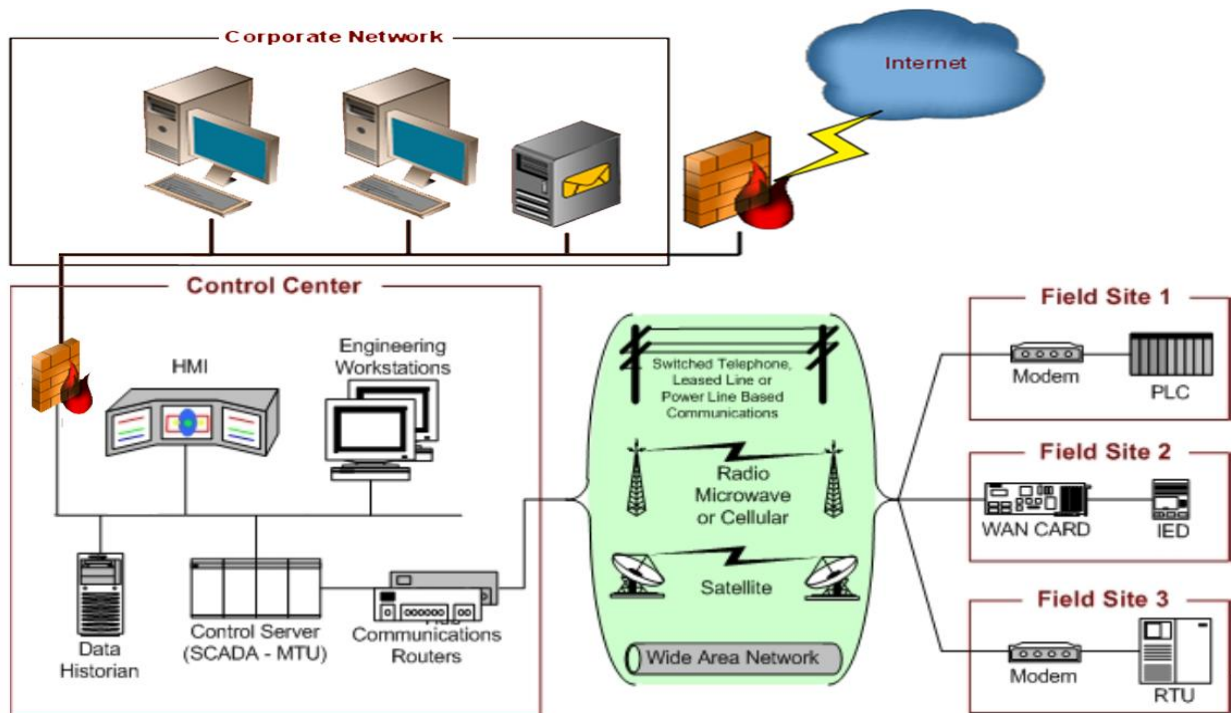 Corporate Network
Internet
Control Center
HMI
Engineering
Workstations
Data
Historian
Control Server
(SCADA - MTU)
Communications
Routers
Switched Telephone,
Leased Line or
Power Line Based
Communications
Radio
Microwave
or Cellular
Satellite
Wide Area Network
Field Site 1
Modem
PLC
Field Site 2
WAN CARD
IED
Field Site 3
Modem
RTU